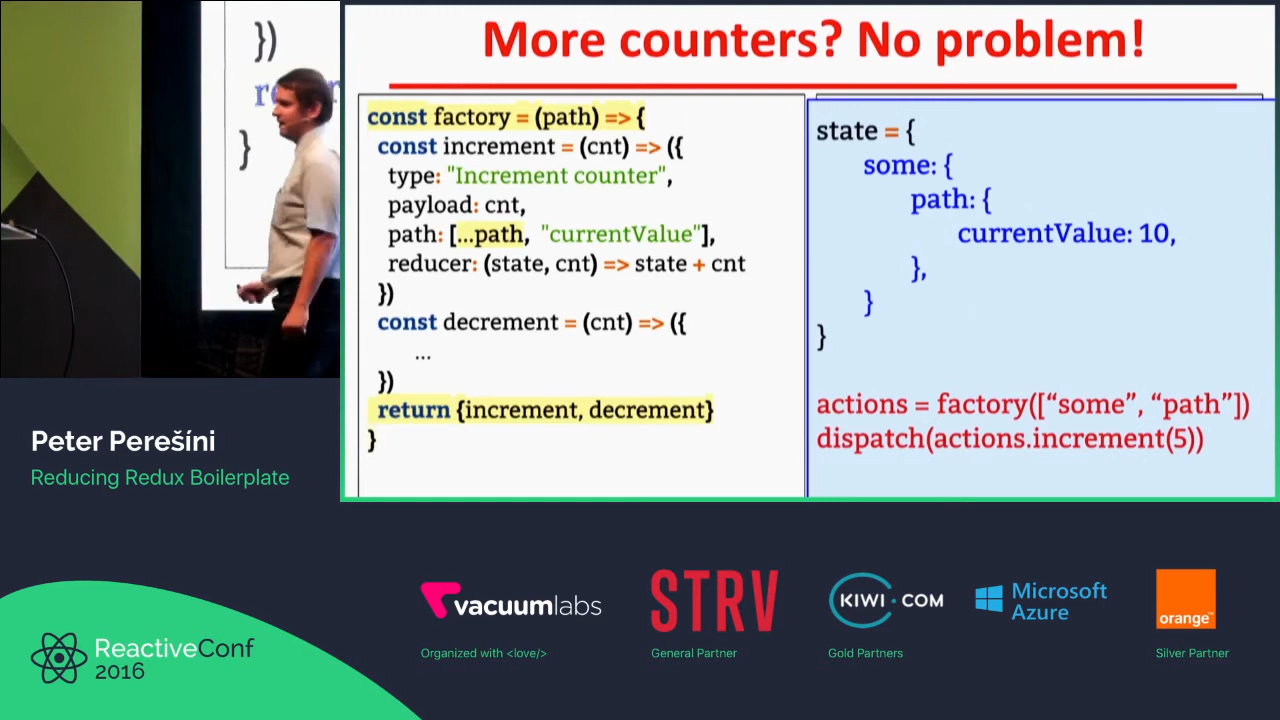 })
}
More counters? No problem!
const factory = (path) => {
const increment = (cnt) => ({
type: "Increment counter",
payload: cnt,
path: [...path, "currentValue"],
reducer: (state, cnt) => state + cnt
})
const decrement = (cnt) => ({
...
})
return {increment, decrement}
}
state = {
some: {
path: {
currentValue: 10,
},
}
}
actions = factory(["some", “path”])
dispatch(actions.increment(5))
Peter Perešíni
Reducing Redux Boilerplate
ReactiveConf
2016
vacuumlabs
Organized with <love/>
STRV
General Partner
KIWI.COM
Gold Partners
Microsoft
Azure
orange™
Silver Partner